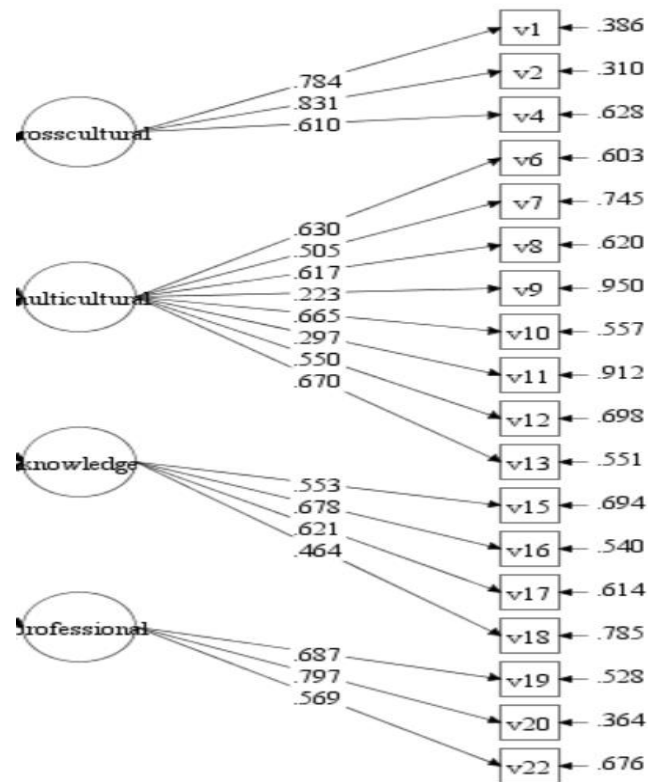 v1 .386
.784
v2 .310
.831
.610
v4 .628
rosscultural
v6 .603
.630
v7 .745
.505
v8 .620
.617
.223
v9 .950
ulticultural
.665
v10 .557
.297
v11 .912
.550
v12 .698
.670
v13 .551
knowledge
.553
v15 .694
.678
v16 .540
.621
.464
v17 .614
rofessional
v18 .785
.687
v19 .528
.797
v20 .364
.569
v22 .676